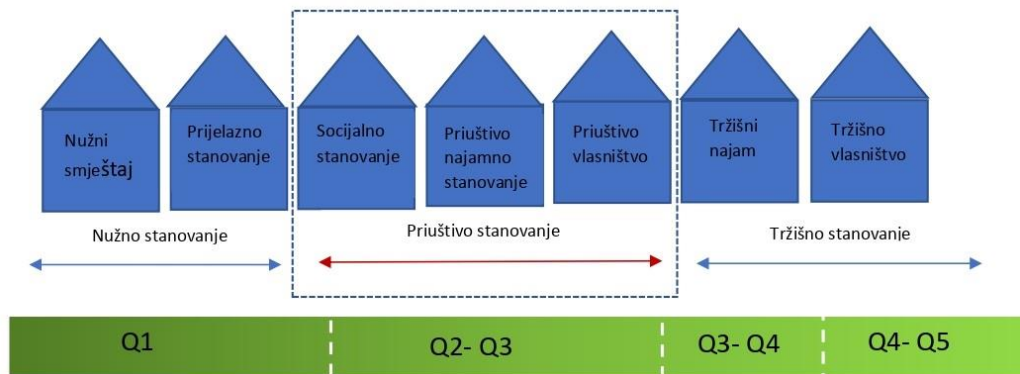 Nužni
smještaj
Prijelazno
stanovanje
Socijalno
stanovanje
Priuštivo
najamno
stanovanje
Priuštivo
vlasništvo
Tržišni
najam
Tržišno
vlasništvo
Nužno stanovanje
Priuštivo stanovanje
Tržišno stanovanje
Q1
Q2- Q3
Q3- Q4
Q4- Q5